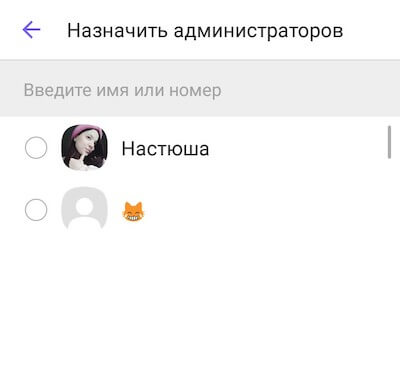 Назначить администраторов
Введите имя или номер
Настюша
😹